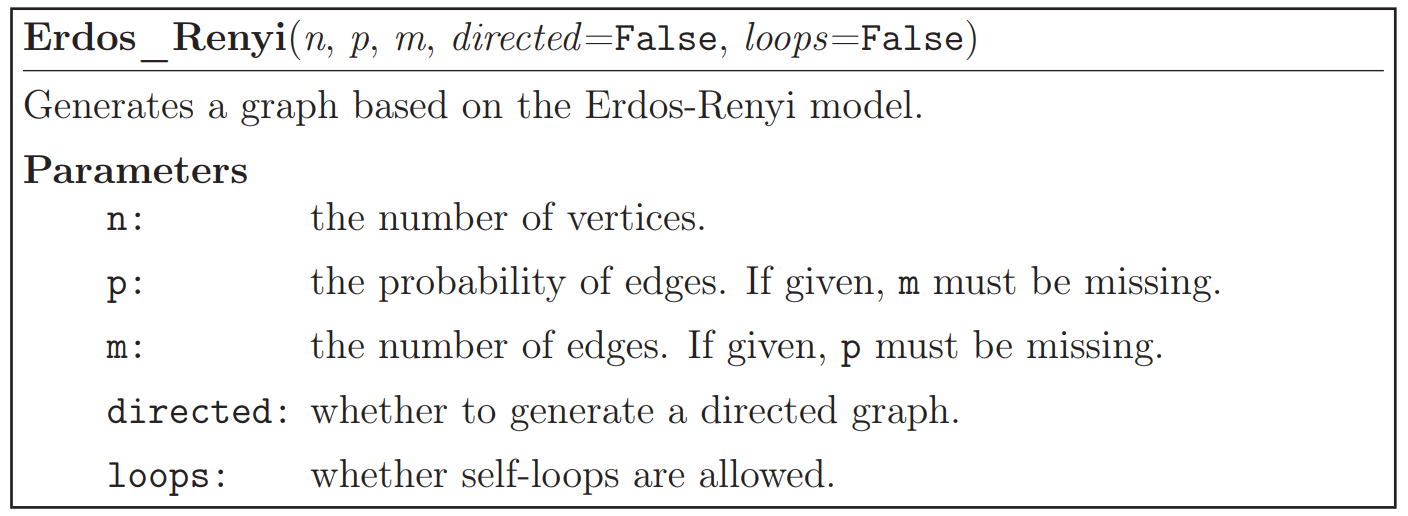 Erdos_Renyi(n, p, m, directed=False, loops=False)
Generates a graph based on the Erdos-Renyi model.
Parameters
n: the number of vertices.
p: the probability of edges. If given, m must be missing.
m: the number of edges. If given, p must be missing.
directed: whether to generate a directed graph.
loops: whether self-loops are allowed.